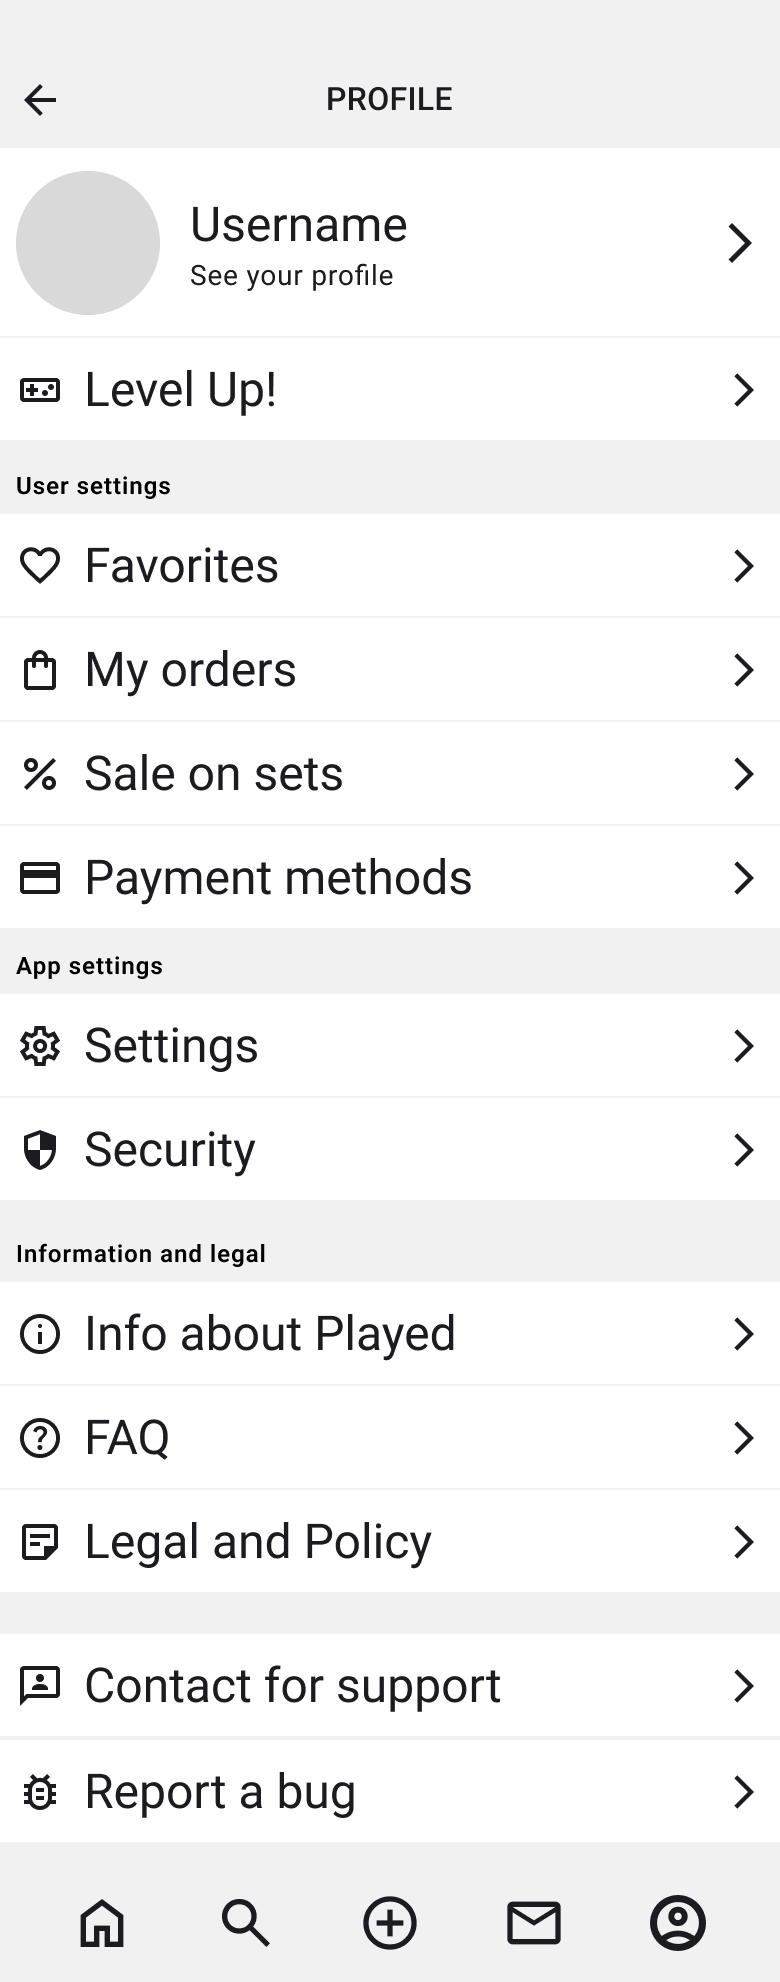 PROFILE
Username
See your profile
Level Up!
User settings
Favorites
My orders
Sale on sets
Payment methods
App settings
Settings
Security
Information and legal
Info about Played
FAQ
Legal and Policy
Contact for support
Report a bug